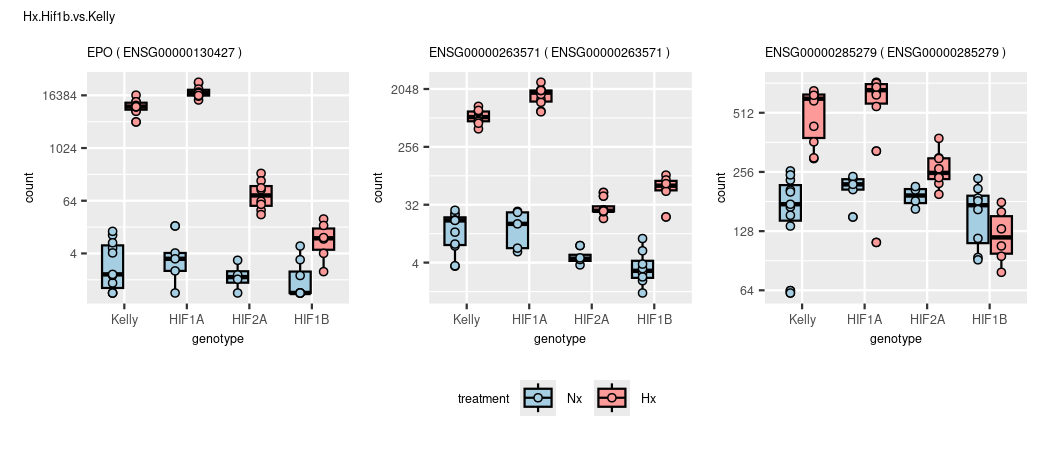 Hx.Hif1b.vs.Kelly
EPO ( ENSG00000130427 )
count
16384
1024
64
4
Kelly HIF1A HIF2A HIF1B
genotype
ENSG00000263571 ( ENSG00000263571 )
count
2048
256
32
4
Kelly HIF1A HIF2A HIF1B
genotype
ENSG00000285279 ( ENSG00000285279 )
count
512
256
128
64
Kelly HIF1A HIF2A HIF1B
genotype
treatment Nx Hx